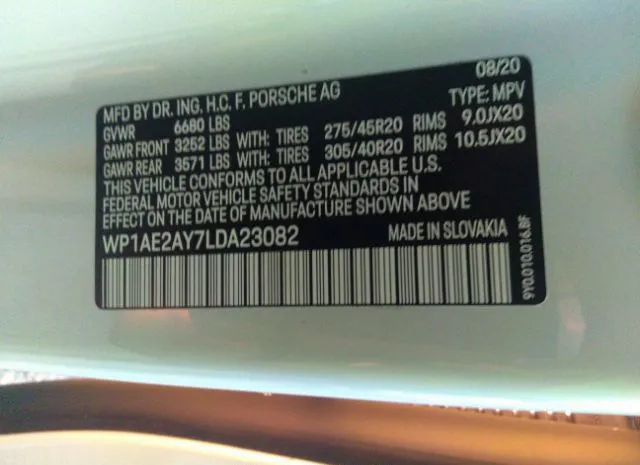 08/20
MFD BY DR. ING. H.C. F. PORSCHE AG TYPE: MPV
GVWR 6680 LBS
GAWR FRONT 3252 LBS WITH: TIRES 275/45R20 RIMS 9.0JX20
GAWR REAR 3571 LBS WITH: TIRES 305/40R20 RIMS 10.5JX20
THIS VEHICLE CONFORMS TO ALL APPLICABLE U.S.
FEDERAL MOTOR VEHICLE SAFETY STANDARDS IN
EFFECT ON THE DATE OF MANUFACTURE SHOWN ABOVE
WP1AE2AY7LDA23082 MADE IN SLOVAKIA
9Y0.010.016.BF